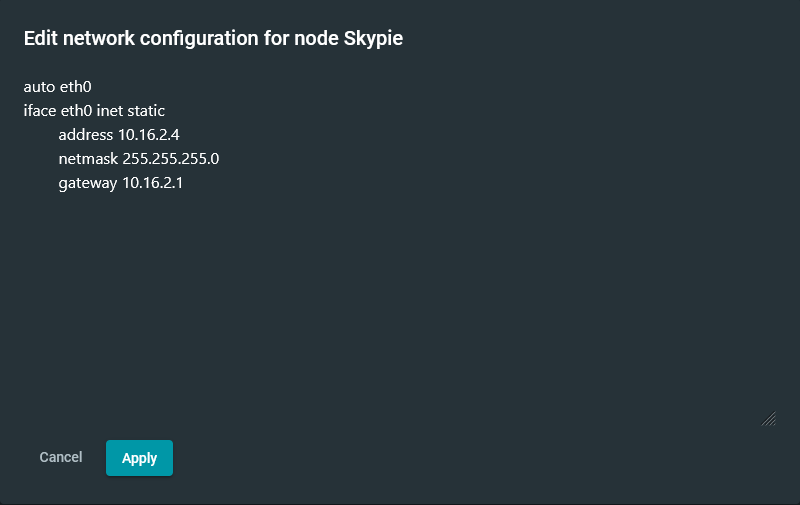 Edit network configuration for node Skypie
auto eth0
iface eth0 inet static
address 10.16.2.4
netmask 255.255.255.0
gateway 10.16.2.1
Cancel
Apply